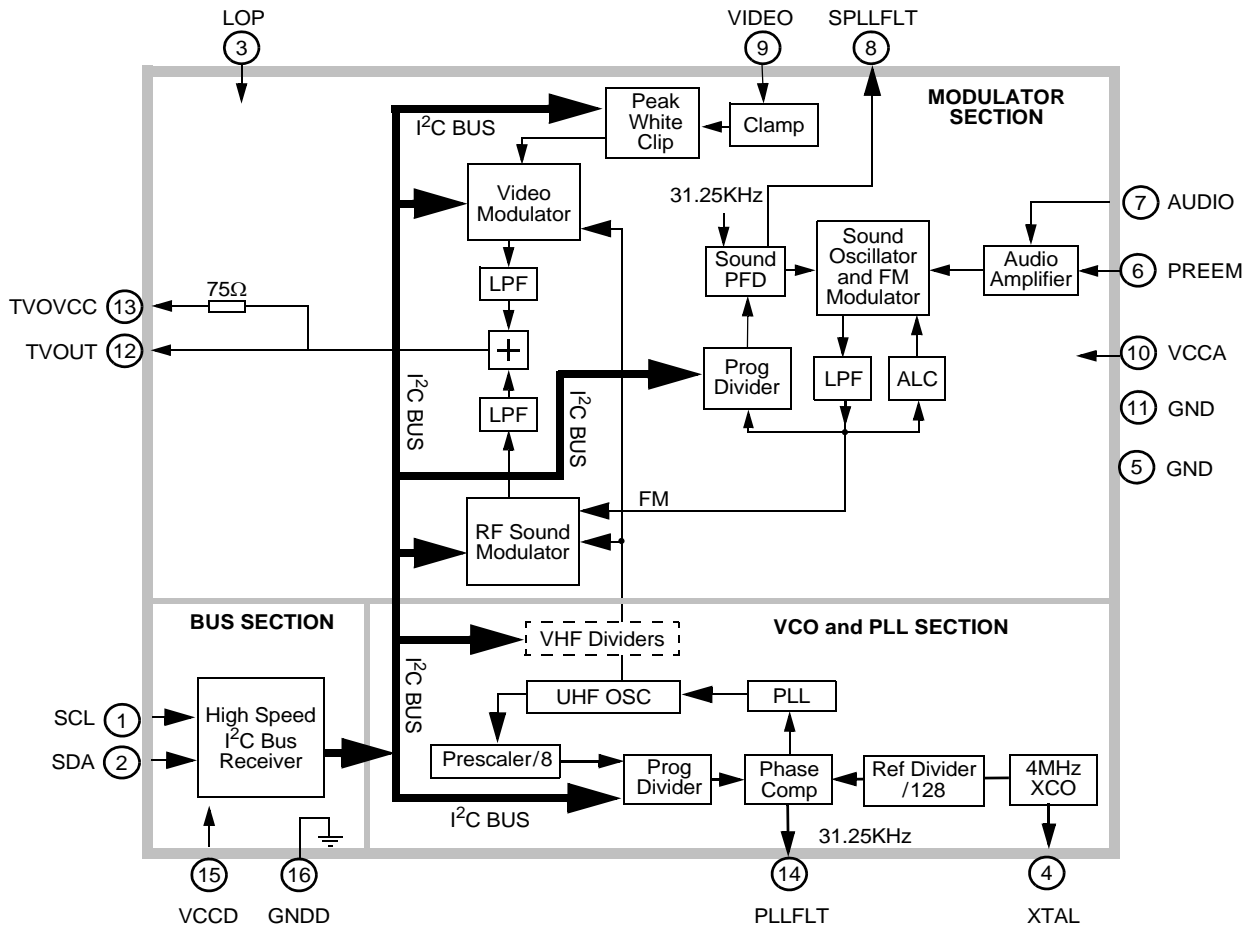 LOP
3
VIDEO
9
SPLLFLT
8
MODULATOR
SECTION
I²C BUS
Peak
White
Clip
Clamp
Video
Modulator
31.25KHz
Sound
PFD
Sound
Oscillator
and FM
Modulator
Audio
Amplifier
7 AUDIO
6 PREEM
LPF
TVOVCC 13
75Ω
TVOUT 12
+
I²C BUS
I²C BUS
Prog
Divider
LPF
ALC
10 VCCA
11 GND
5 GND
LPF
FM
RF Sound
Modulator
BUS SECTION
VCO and PLL SECTION
VHF Dividers
I²C BUS
UHF OSC
PLL
SCL 1
SDA 2
High Speed
I²C Bus
Receiver
Prescaler/8
Prog
Divider
Phase
Comp
Ref Divider
/128
4MHz
XCO
I²C BUS
31.25KHz
15
16
14
4
VCCD
GNDD
PLLFLT
XTAL